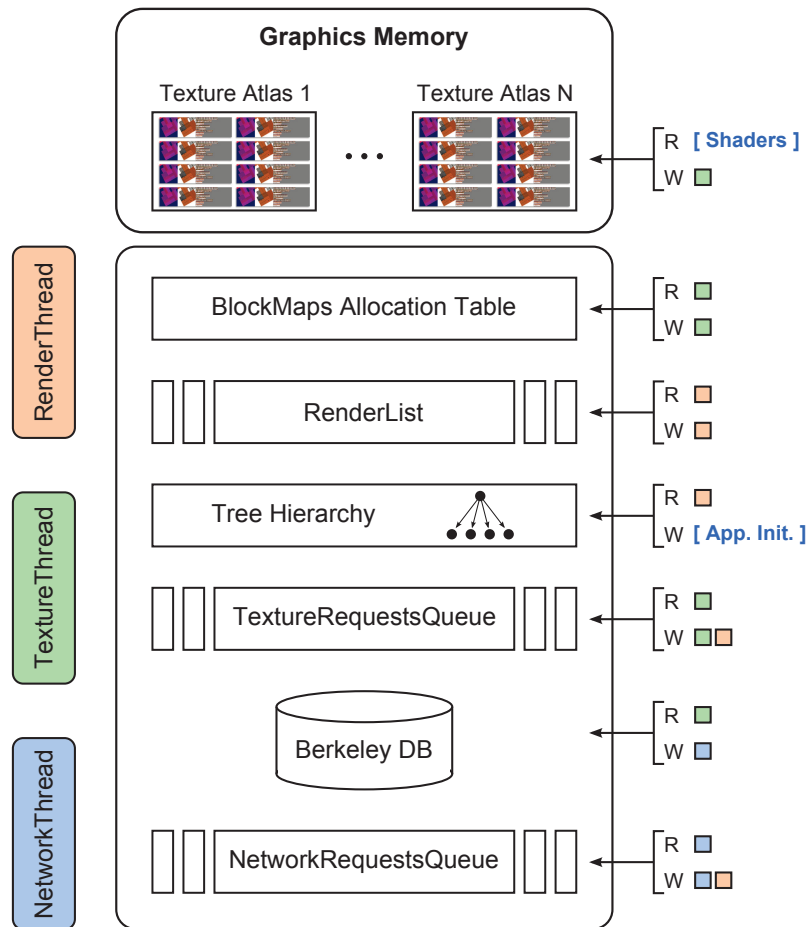 Graphics Memory
Texture Atlas 1
Texture Atlas N
R [ Shaders ]
W
RenderThread
BlockMaps Allocation Table
R
W
RenderList
R
W
TextureThread
Tree Hierarchy
R
W [ App. Init. ]
TextureRequestsQueue
R
W
Berkeley DB
R
W
NetworkThread
NetworkRequestsQueue
R
W